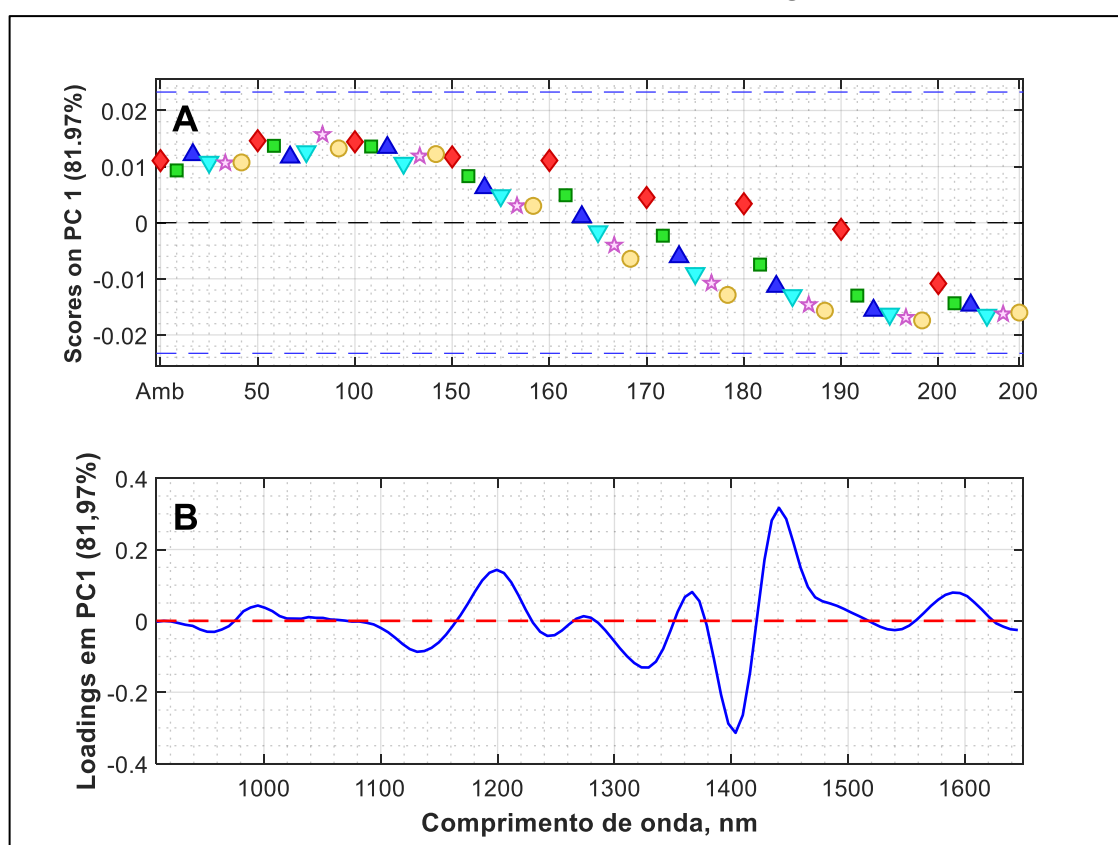 A
Scores on PC 1 (81.97%)
0.02
0.01
0
-0.01
-0.02
Amb 50 100 150 160 170 180 190 200 200
B
Loadings em PC1 (81,97%)
0.4
0.2
0
-0.2
-0.4
1000 1100 1200 1300 1400 1500 1600
Comprimento de onda, nm